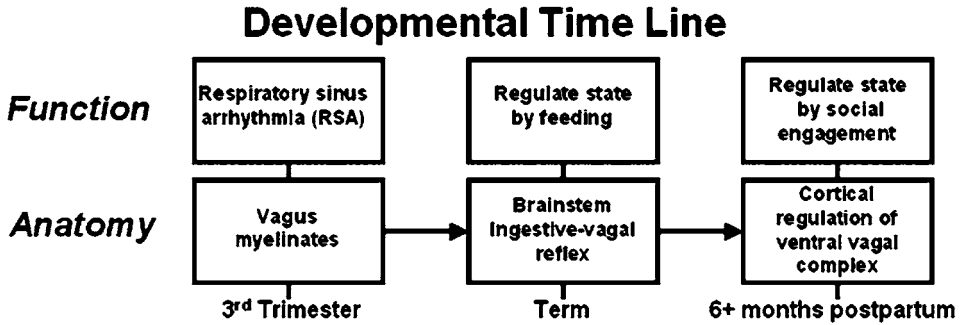 Developmental Time Line
Function
Respiratory sinus
arrhythmia (RSA)
Regulate state
by feeding
Regulate state
by social
engagement
Anatomy
Vagus
myelinates
Brainstem
Ingestive-vagal
reflex
Cortical
regulation of
ventral vagal
complex
3rd Trimester
Term
6+ months postpartum